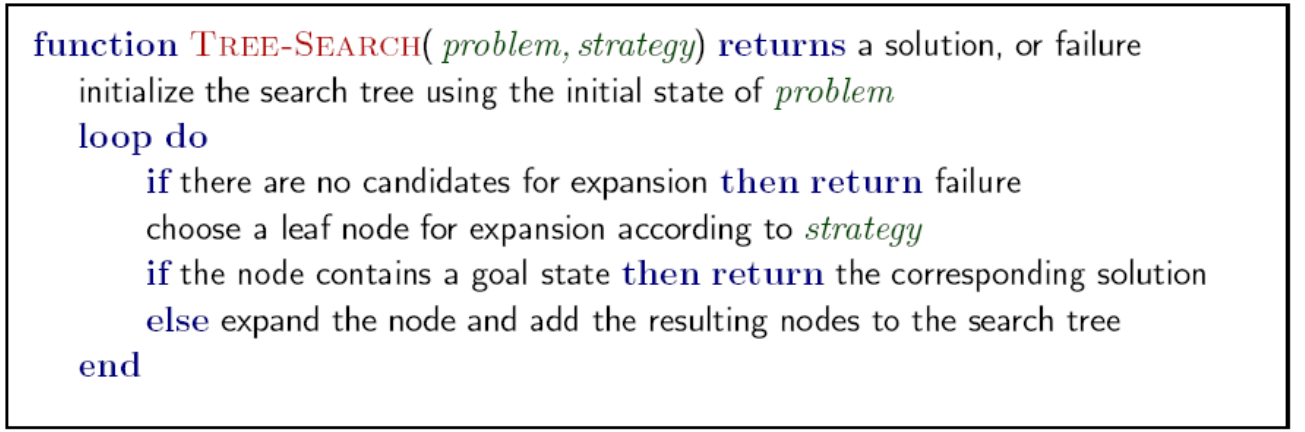 function TREE-SEARCH( problem, strategy) returns a solution, or failure
initialize the search tree using the initial state of problem
loop do
if there are no candidates for expansion then return failure
choose a leaf node for expansion according to strategy
if the node contains a goal state then return the corresponding solution
else expand the node and add the resulting nodes to the search tree
end